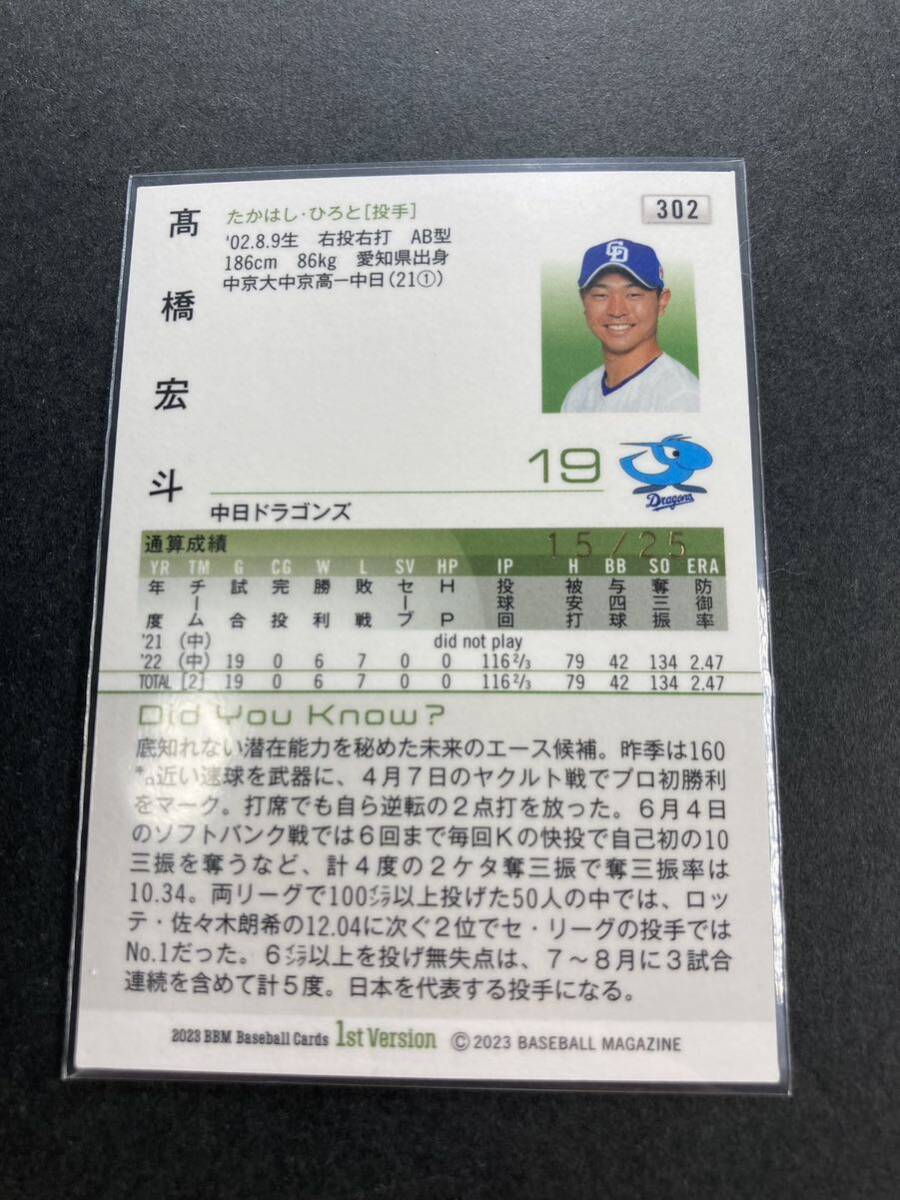 髙橋宏斗
たかはし・ひろと[投手]
'02.8.9生 右投右打 AB型
186cm 86kg 愛知県出身
中京大中京高ー中日(21①)
302
CD
19
Dragons
中日ドラゴンズ
通算成績
15/25
YR TM G CG W L SV HP IP H BB SO ERA
年度 チーム 試合 完投 勝利 敗戦 セーブ HP 投球回 被安打 与四球 奪三振 防御率
'21 (中) did not play
'22 (中) 19 0 6 7 0 0 116 2/3 79 42 134 2.47
TOTAL [2] 19 0 6 7 0 0 116 2/3 79 42 134 2.47
Did You Know?
底知れない潜在能力を秘めた未来のエース候補。昨季は160
㌔近い速球を武器に、4月7日のヤクルト戦でプロ初勝利
をマーク。打席でも自ら逆転の2点打を放った。6月4日
のソフトバンク戦では6回まで毎回Kの快投で自己初の10
三振を奪うなど、計4度の2ケタ奪三振で奪三振率は
10.34。両リーグで100イニング以上投げた50人の中では、ロッ
テ・佐々木朗希の12.04に次ぐ2位でセ・リーグの投手では
No.1だった。6イニング以上を投げ無失点は、7～8月に3試合
連続を含めて計5度。日本を代表する投手になる。
2023 BBM Baseball Cards 1st Version © 2023 BASEBALL MAGAZINE